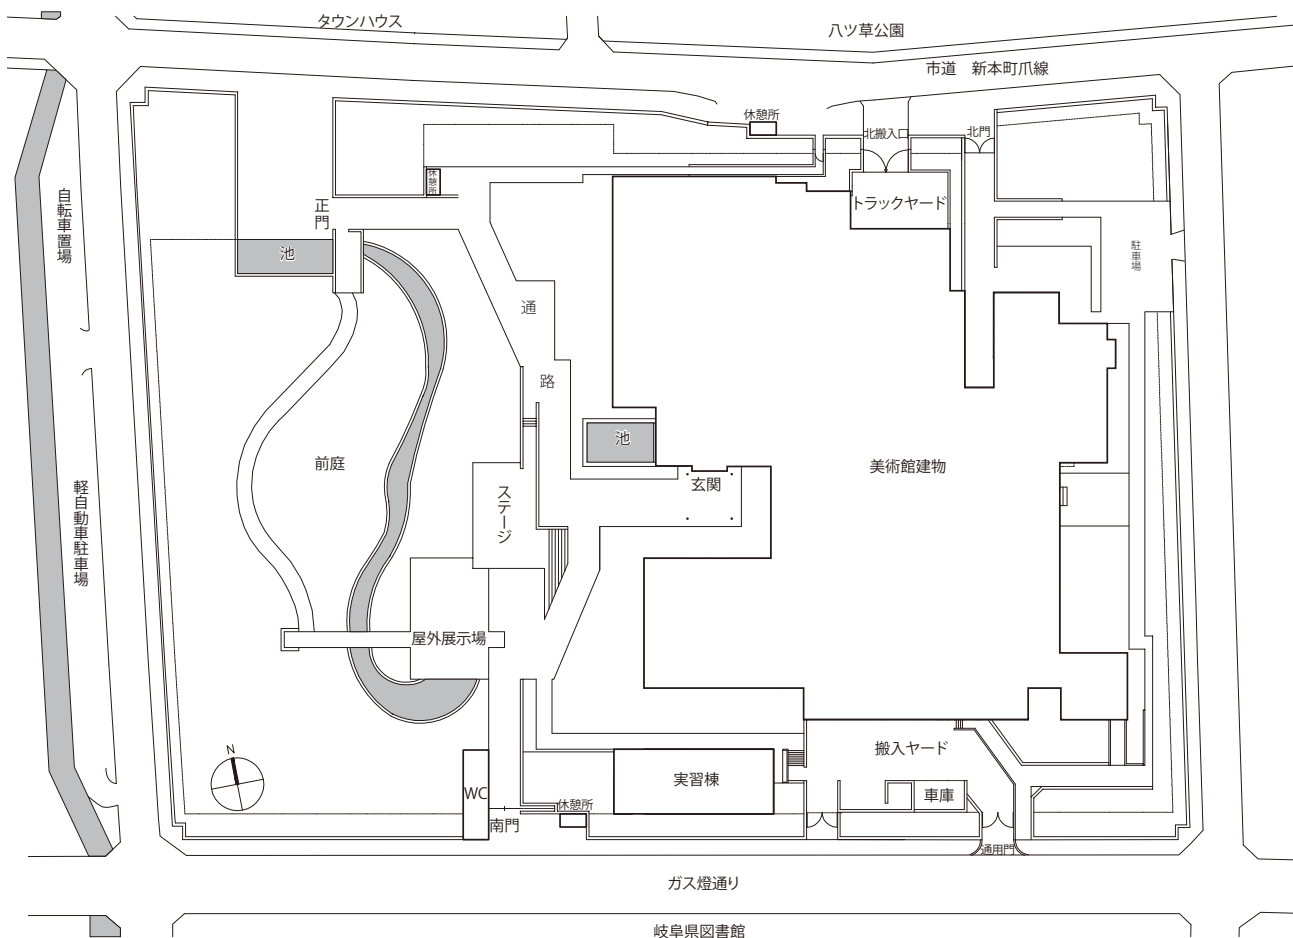 タウンハウス
八ツ草公園
市道　新本町爪線
休憩所
北搬入口
北門
休憩所
トラックヤード
自転車置場
正門
池
駐車場
通路
池
前庭
美術館建物
玄関
ステージ
軽自動車駐車場
屋外展示場
N
搬入ヤード
実習棟
WC
車庫
休憩所
南門
通用門
ガス燈通り
岐阜県図書館